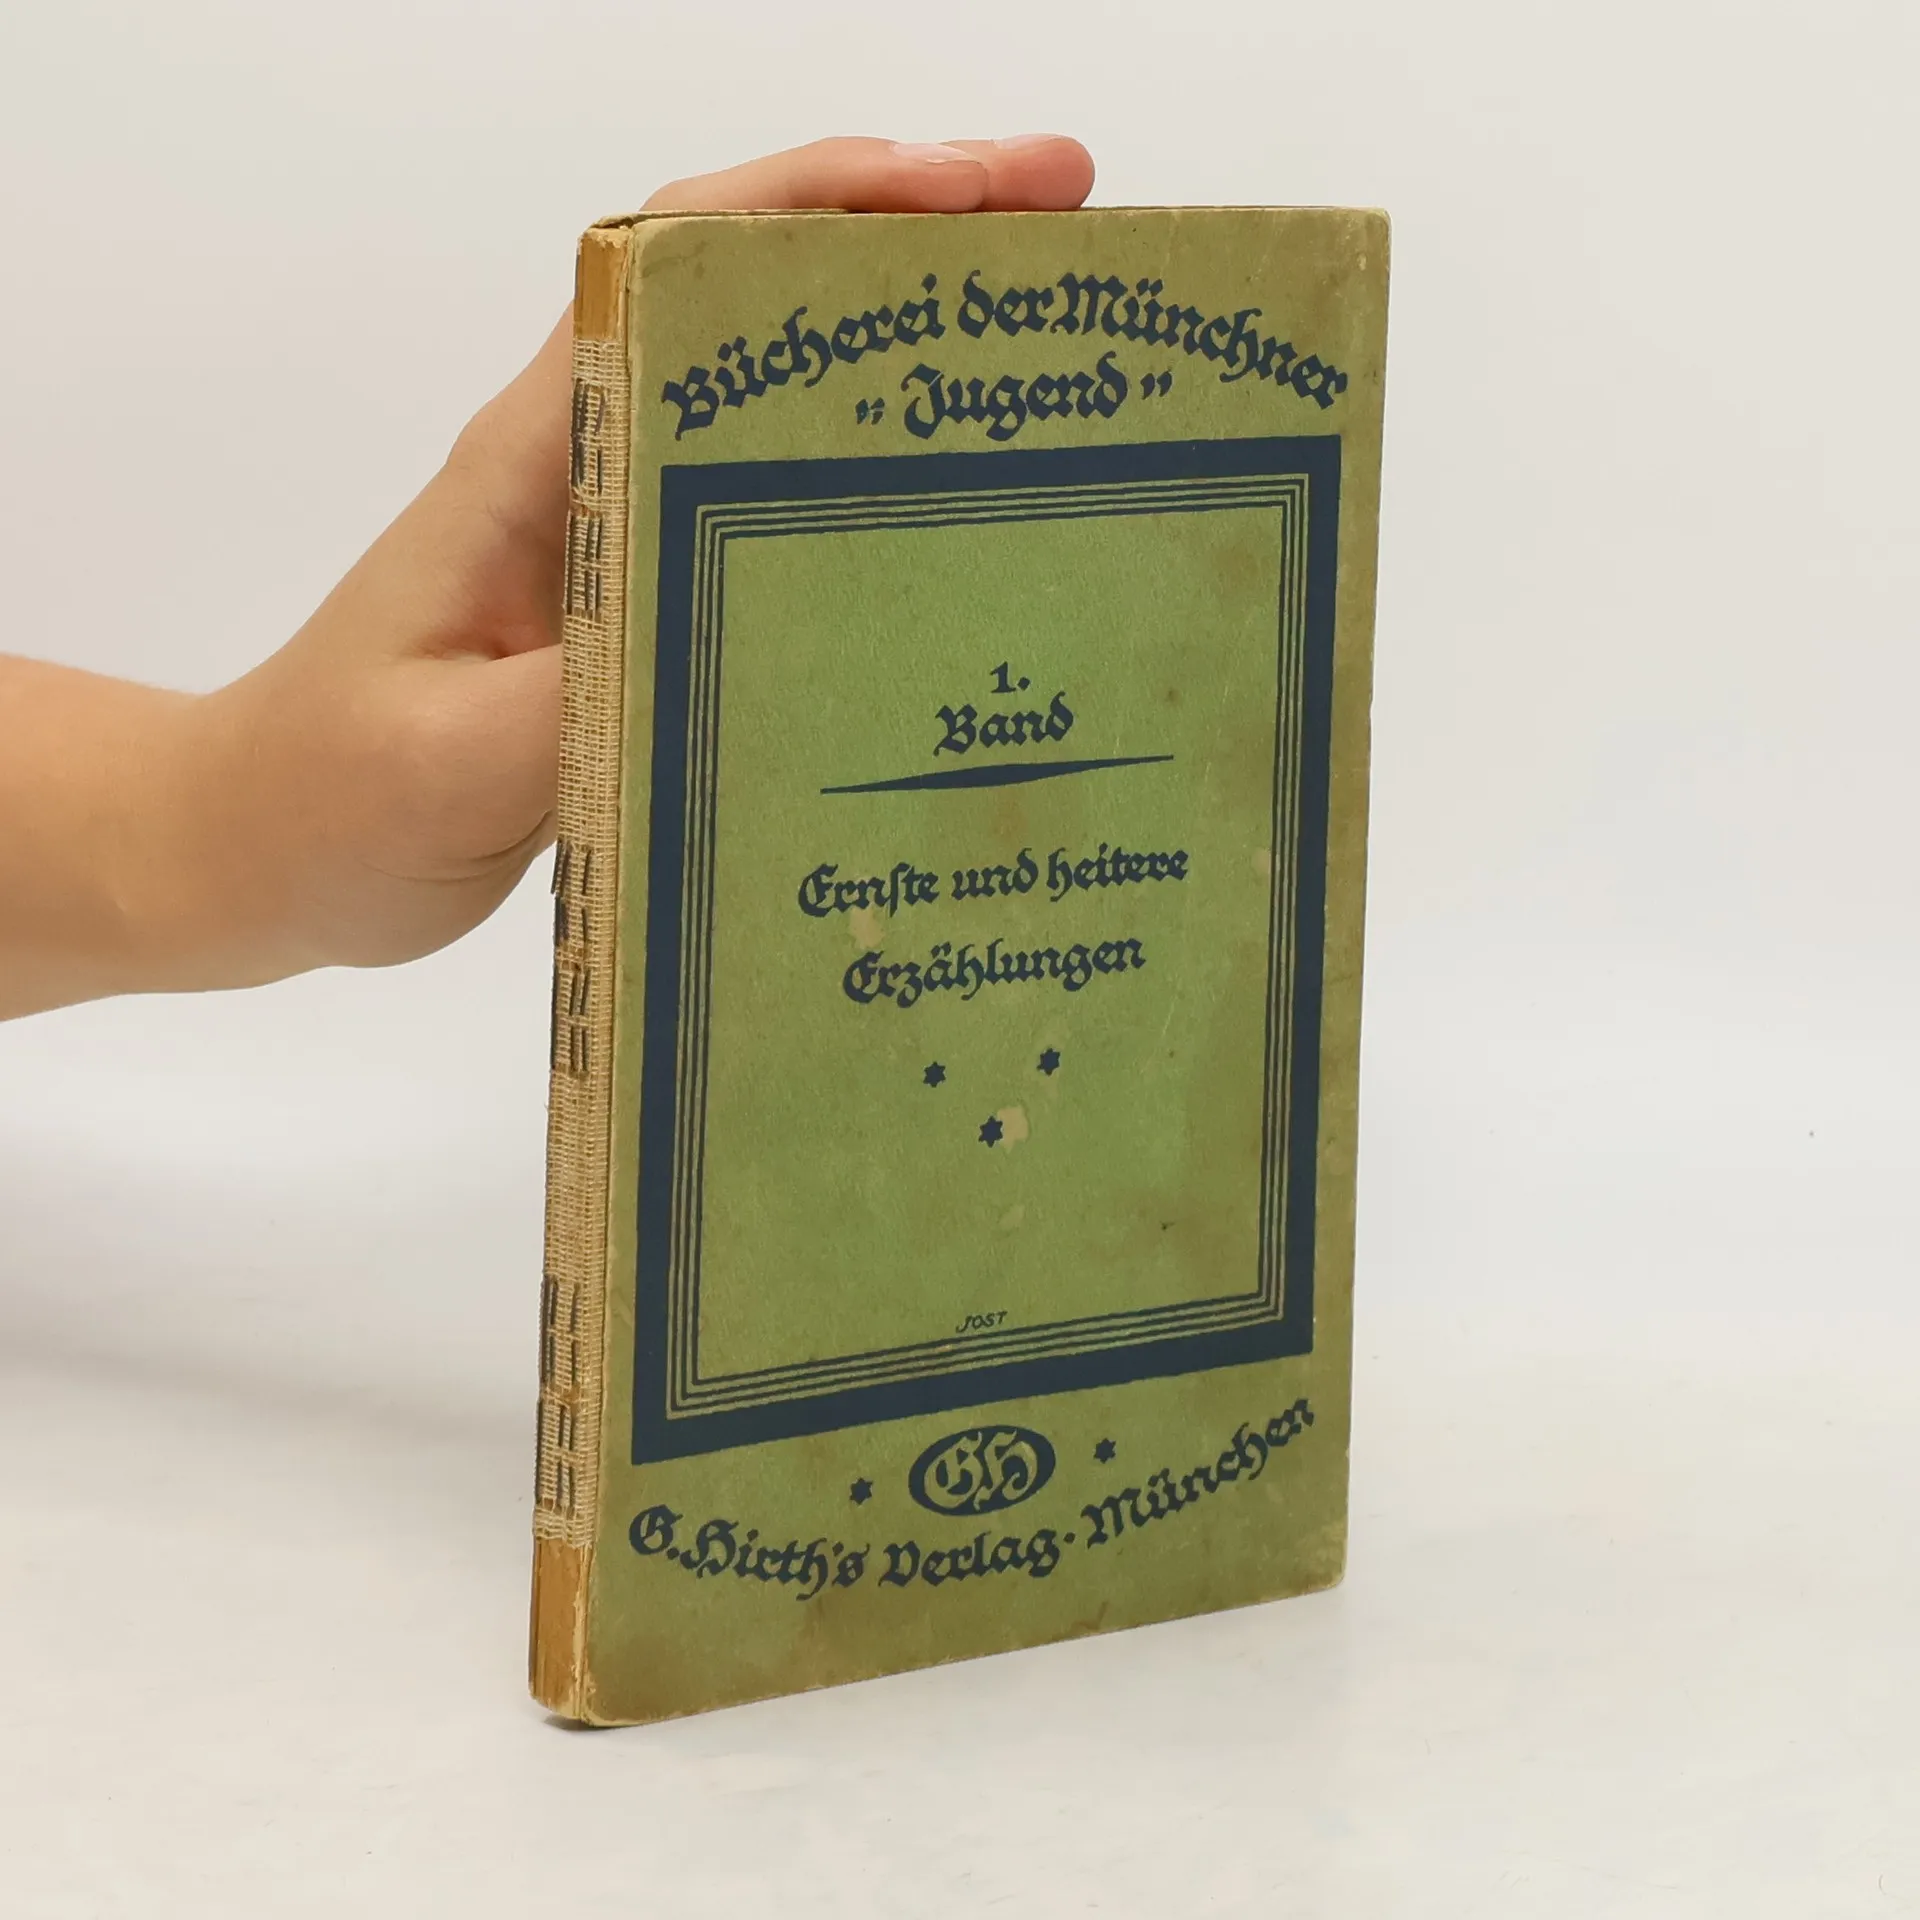 Bücherei der Münchner
„Jugend”
1.
Band
Ernste und heitere
Erzählungen
JOST
GH
G. Hirth's Verlag · München